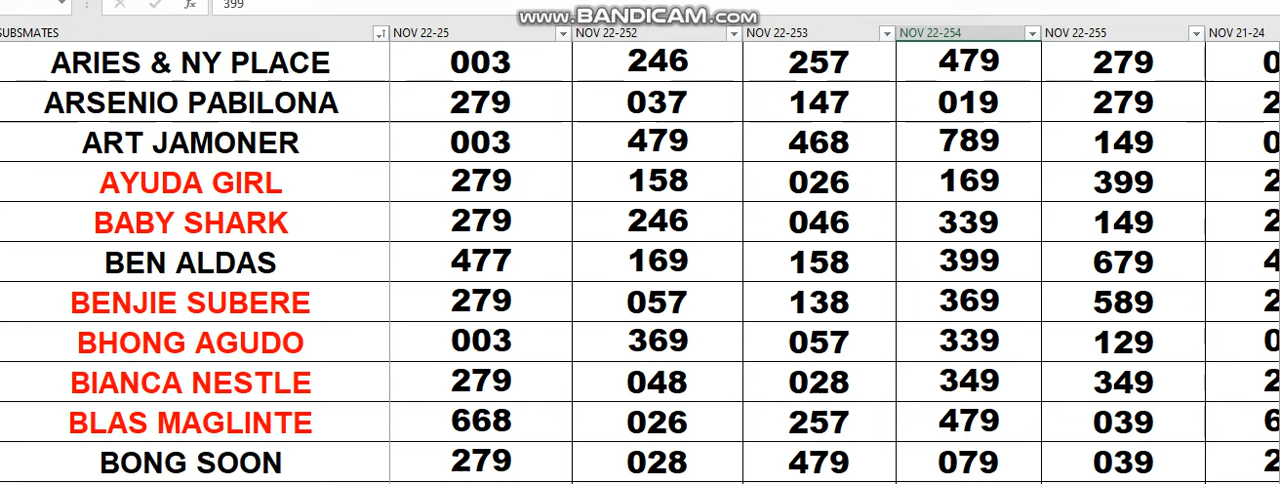 399
www.BANDICAM.com
SUBSMATES NOV 22-25 NOV 22-252 NOV 22-253 NOV 22-254 NOV 22-255 NOV 21-24
ARIES & NY PLACE 003 246 257 479 279 0
ARSENIO PABILONA 279 037 147 019 279 2
ART JAMONER 003 479 468 789 149 0
AYUDA GIRL 279 158 026 169 399 2
BABY SHARK 279 246 046 339 149 2
BEN ALDAS 477 169 158 399 679 4
BENJIE SUBERE 279 057 138 369 589 2
BHONG AGUDO 003 369 057 339 129 0
BIANCA NESTLE 279 048 028 349 349 2
BLAS MAGLINTE 668 026 257 479 039 6
BONG SOON 279 028 479 079 039 2